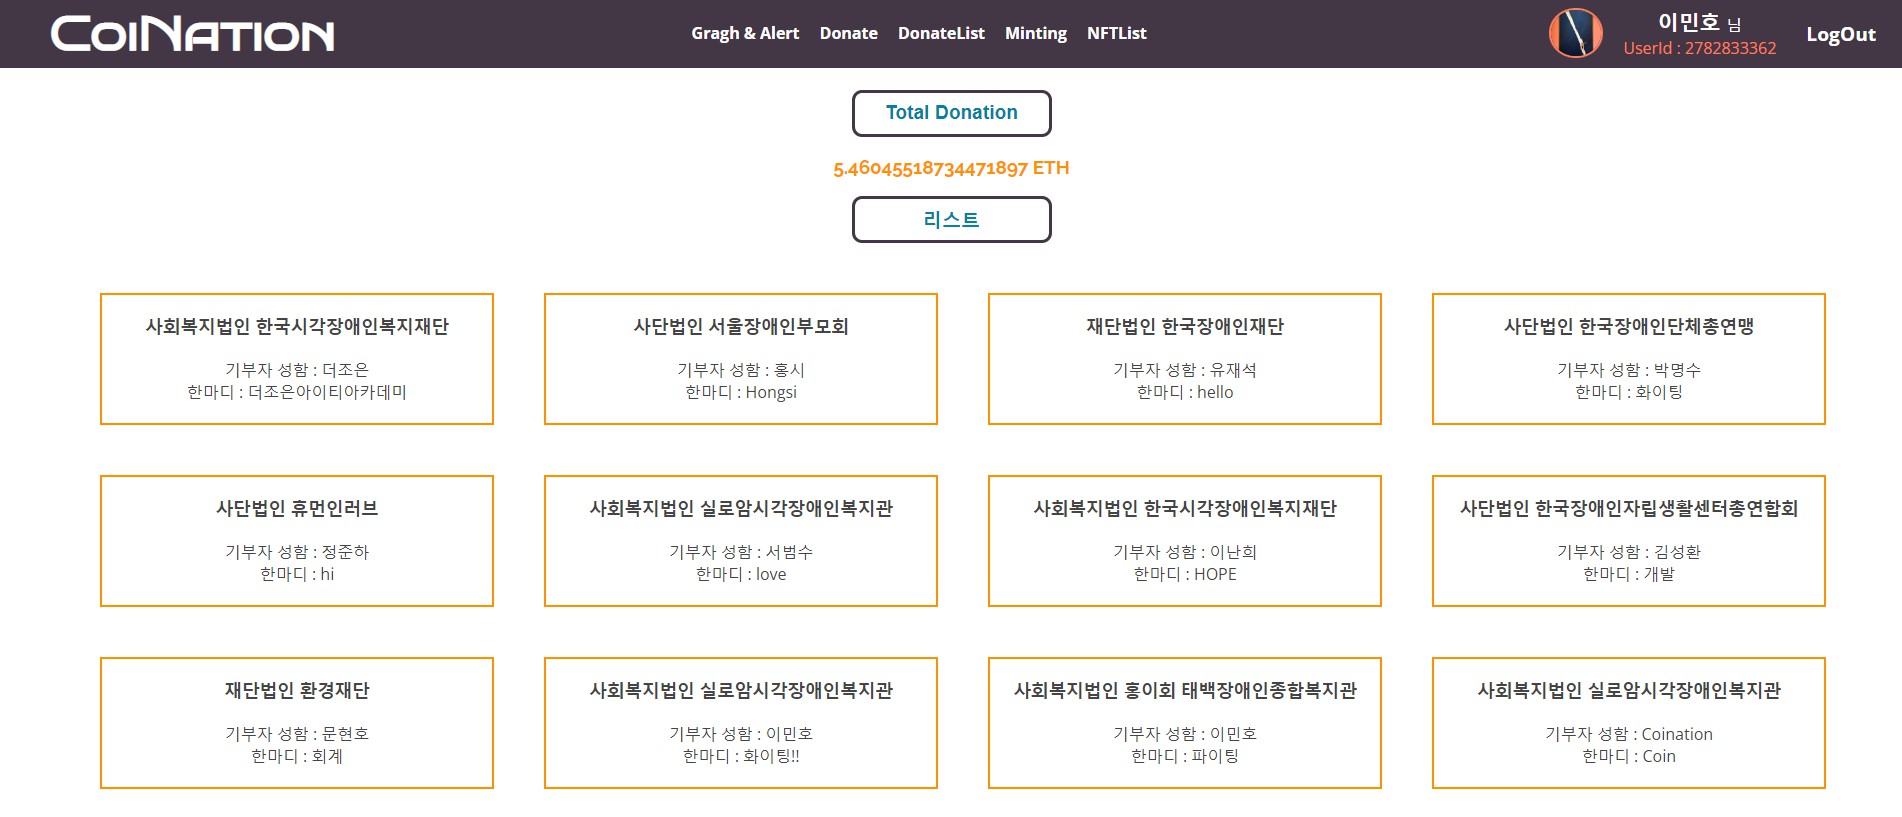 CoiNation
Gragh & Alert Donate DonateList Minting NFTList
이민호 님
UserId : 2782833362
LogOut
Total Donation
5.46045518734471897 ETH
리스트
사회복지법인 한국시각장애인복지재단
기부자 성함 : 더조은
한마디 : 더조은아이티아카데미
사단법인 서울장애인부모회
기부자 성함 : 홍시
한마디 : Hongsi
재단법인 한국장애인재단
기부자 성함 : 유재석
한마디 : hello
사단법인 한국장애인단체총연맹
기부자 성함 : 박명수
한마디 : 화이팅
사단법인 휴먼인러브
기부자 성함 : 정준하
한마디 : hi
사회복지법인 실로암시각장애인복지관
기부자 성함 : 서범수
한마디 : love
사회복지법인 한국시각장애인복지재단
기부자 성함 : 이난희
한마디 : HOPE
사단법인 한국장애인자립생활센터총연합회
기부자 성함 : 김성환
한마디 : 개발
재단법인 환경재단
기부자 성함 : 문현호
한마디 : 회계
사회복지법인 실로암시각장애인복지관
기부자 성함 : 이민호
한마디 : 화이팅!!
사회복지법인 홍이회 태백장애인종합복지관
기부자 성함 : 이민호
한마디 : 파이팅
사회복지법인 실로암시각장애인복지관
기부자 성함 : Coination
한마디 : Coin